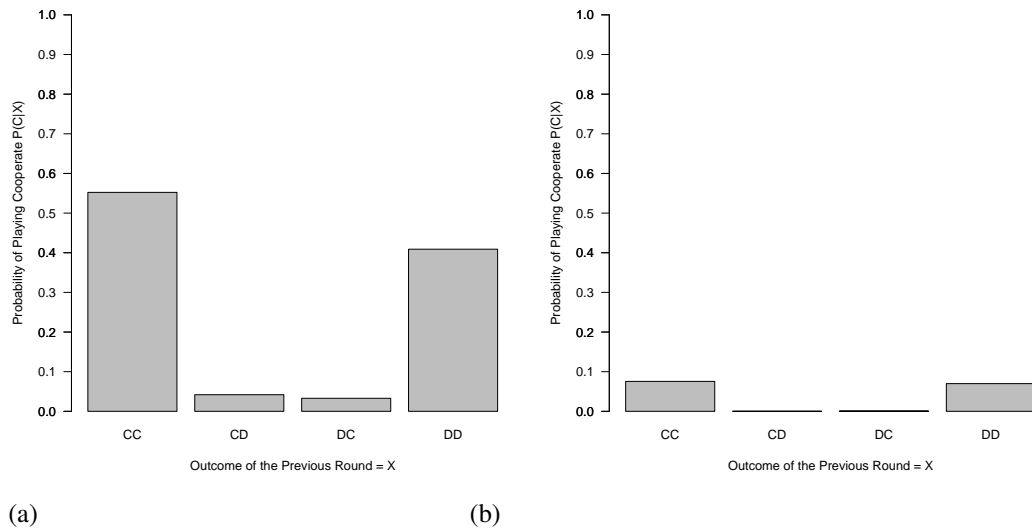 1.0
0.9
0.8
0.7
0.6
0.5
0.4
0.3
0.2
0.1
0.0
Probability of Playing Cooperate P(C|X)
CC CD DC DD
Outcome of the Previous Round = X
(a)
1.0
0.9
0.8
0.7
0.6
0.5
0.4
0.3
0.2
0.1
0.0
Probability of Playing Cooperate P(C|X)
CC CD DC DD
Outcome of the Previous Round = X
(b)